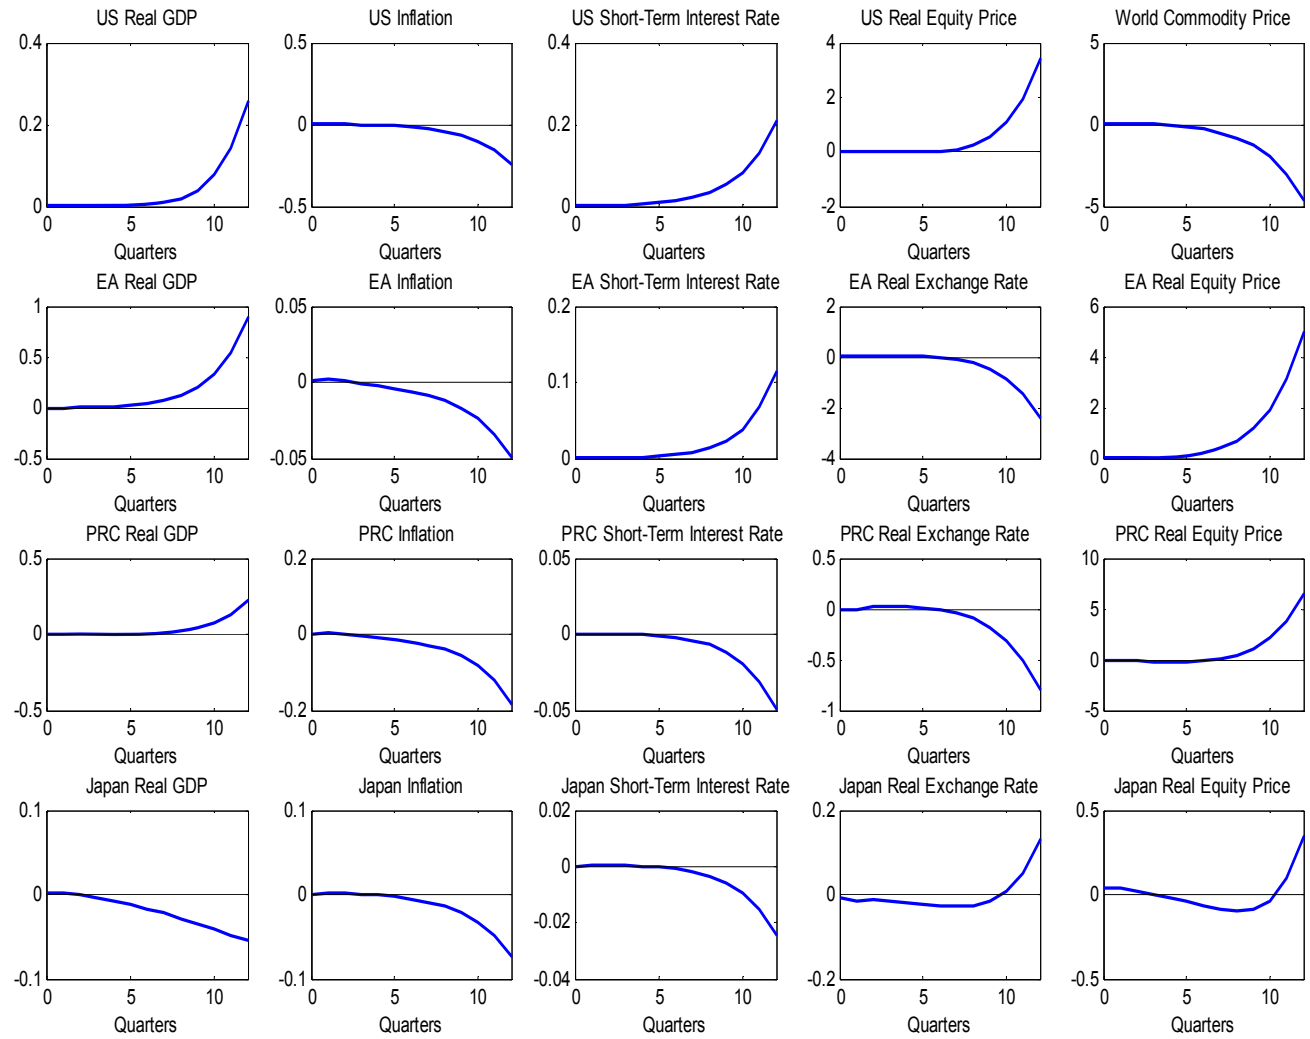 US Real GDP
0.4
0.2
0
0 5 10
Quarters
US Inflation
0.5
0
-0.5
0 5 10
Quarters
US Short-Term Interest Rate
0.4
0.2
0
0 5 10
Quarters
US Real Equity Price
4
2
0
-2
0 5 10
Quarters
World Commodity Price
5
0
-5
0 5 10
Quarters
EA Real GDP
1
0.5
0
-0.5
0 5 10
Quarters
EA Inflation
0.05
0
-0.05
0 5 10
Quarters
EA Short-Term Interest Rate
0.2
0.1
0
0 5 10
Quarters
EA Real Exchange Rate
2
0
-2
-4
0 5 10
Quarters
EA Real Equity Price
6
4
2
0
0 5 10
Quarters
PRC Real GDP
0.5
0
-0.5
0 5 10
Quarters
PRC Inflation
0.2
0
-0.2
0 5 10
Quarters
PRC Short-Term Interest Rate
0.05
0
-0.05
0 5 10
Quarters
PRC Real Exchange Rate
0.5
0
-0.5
-1
0 5 10
Quarters
PRC Real Equity Price
10
5
0
-5
0 5 10
Quarters
Japan Real GDP
0.1
0
-0.1
0 5 10
Quarters
Japan Inflation
0.1
0
-0.1
0 5 10
Quarters
Japan Short-Term Interest Rate
0.02
0
-0.02
-0.04
0 5 10
Quarters
Japan Real Exchange Rate
0.2
0
-0.2
0 5 10
Quarters
Japan Real Equity Price
0.5
0
-0.5
0 5 10
Quarters